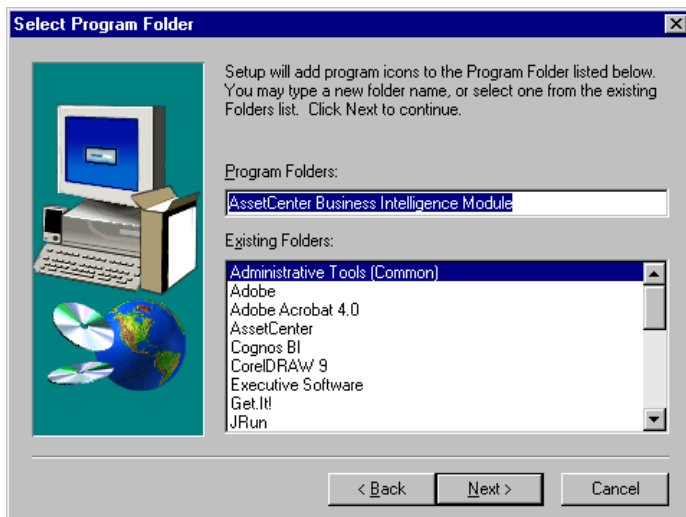 Select Program Folder
Setup will add program icons to the Program Folder listed below.
You may type a new folder name, or select one from the existing
Folders list. Click Next to continue.
Program Folders:
AssetCenter Business Intelligence Module
Existing Folders:
Administrative Tools (Common)
Adobe
Adobe Acrobat 4.0
AssetCenter
Cognos BI
CorelDRAW 9
Executive Software
Get.It!
JRun
< Back
Next >
Cancel